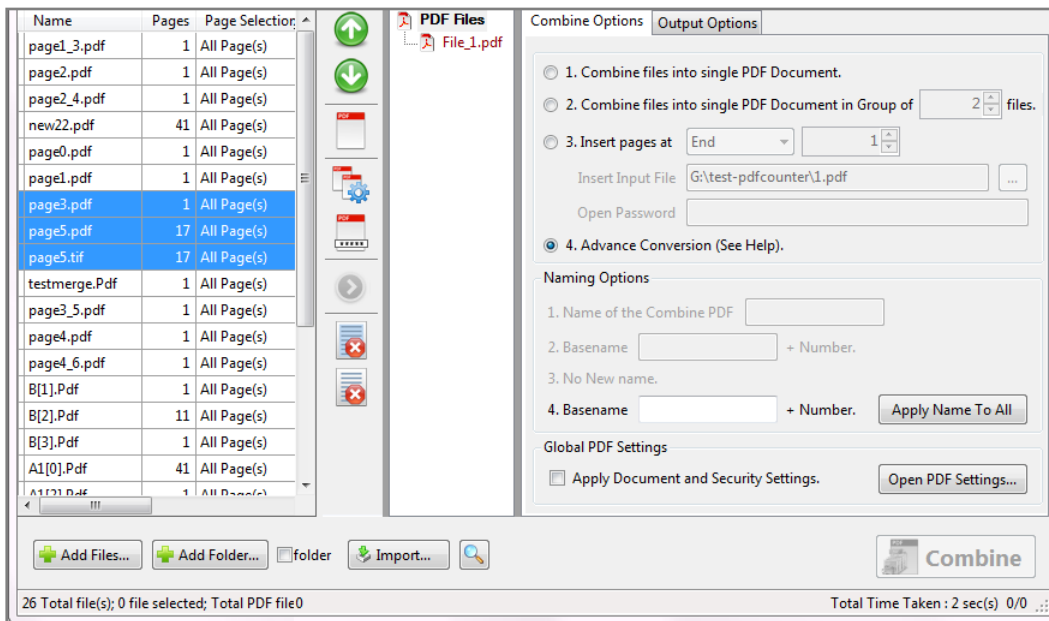 Name Pages Page Selection
page1_3.pdf 1 All Page(s)
page2.pdf 1 All Page(s)
page2_4.pdf 1 All Page(s)
new22.pdf 41 All Page(s)
page0.pdf 1 All Page(s)
page1.pdf 1 All Page(s)
page3.pdf 1 All Page(s)
page5.pdf 17 All Page(s)
page5.tif 17 All Page(s)
testmerge.Pdf 1 All Page(s)
page3_5.pdf 1 All Page(s)
page4.pdf 1 All Page(s)
page4_6.pdf 1 All Page(s)
B[1].Pdf 1 All Page(s)
B[2].Pdf 11 All Page(s)
B[3].Pdf 1 All Page(s)
A1[0].Pdf 41 All Page(s)
A1[2].Pdf 1 All Page(s)
PDF
PDF
PDF Files
File_1.pdf
Combine Options Output Options
1. Combine files into single PDF Document.
2. Combine files into single PDF Document in Group of 2 files.
3. Insert pages at End 1
Insert Input File G:\test-pdfcounter\1.pdf ...
Open Password
4. Advance Conversion (See Help).
Naming Options
1. Name of the Combine PDF
2. Basename + Number.
3. No New name.
4. Basename + Number. Apply Name To All
Global PDF Settings
Apply Document and Security Settings. Open PDF Settings...
Add Files... Add Folder... folder Import... Combine
26 Total file(s); 0 file selected; Total PDF file0 Total Time Taken : 2 sec(s) 0/0